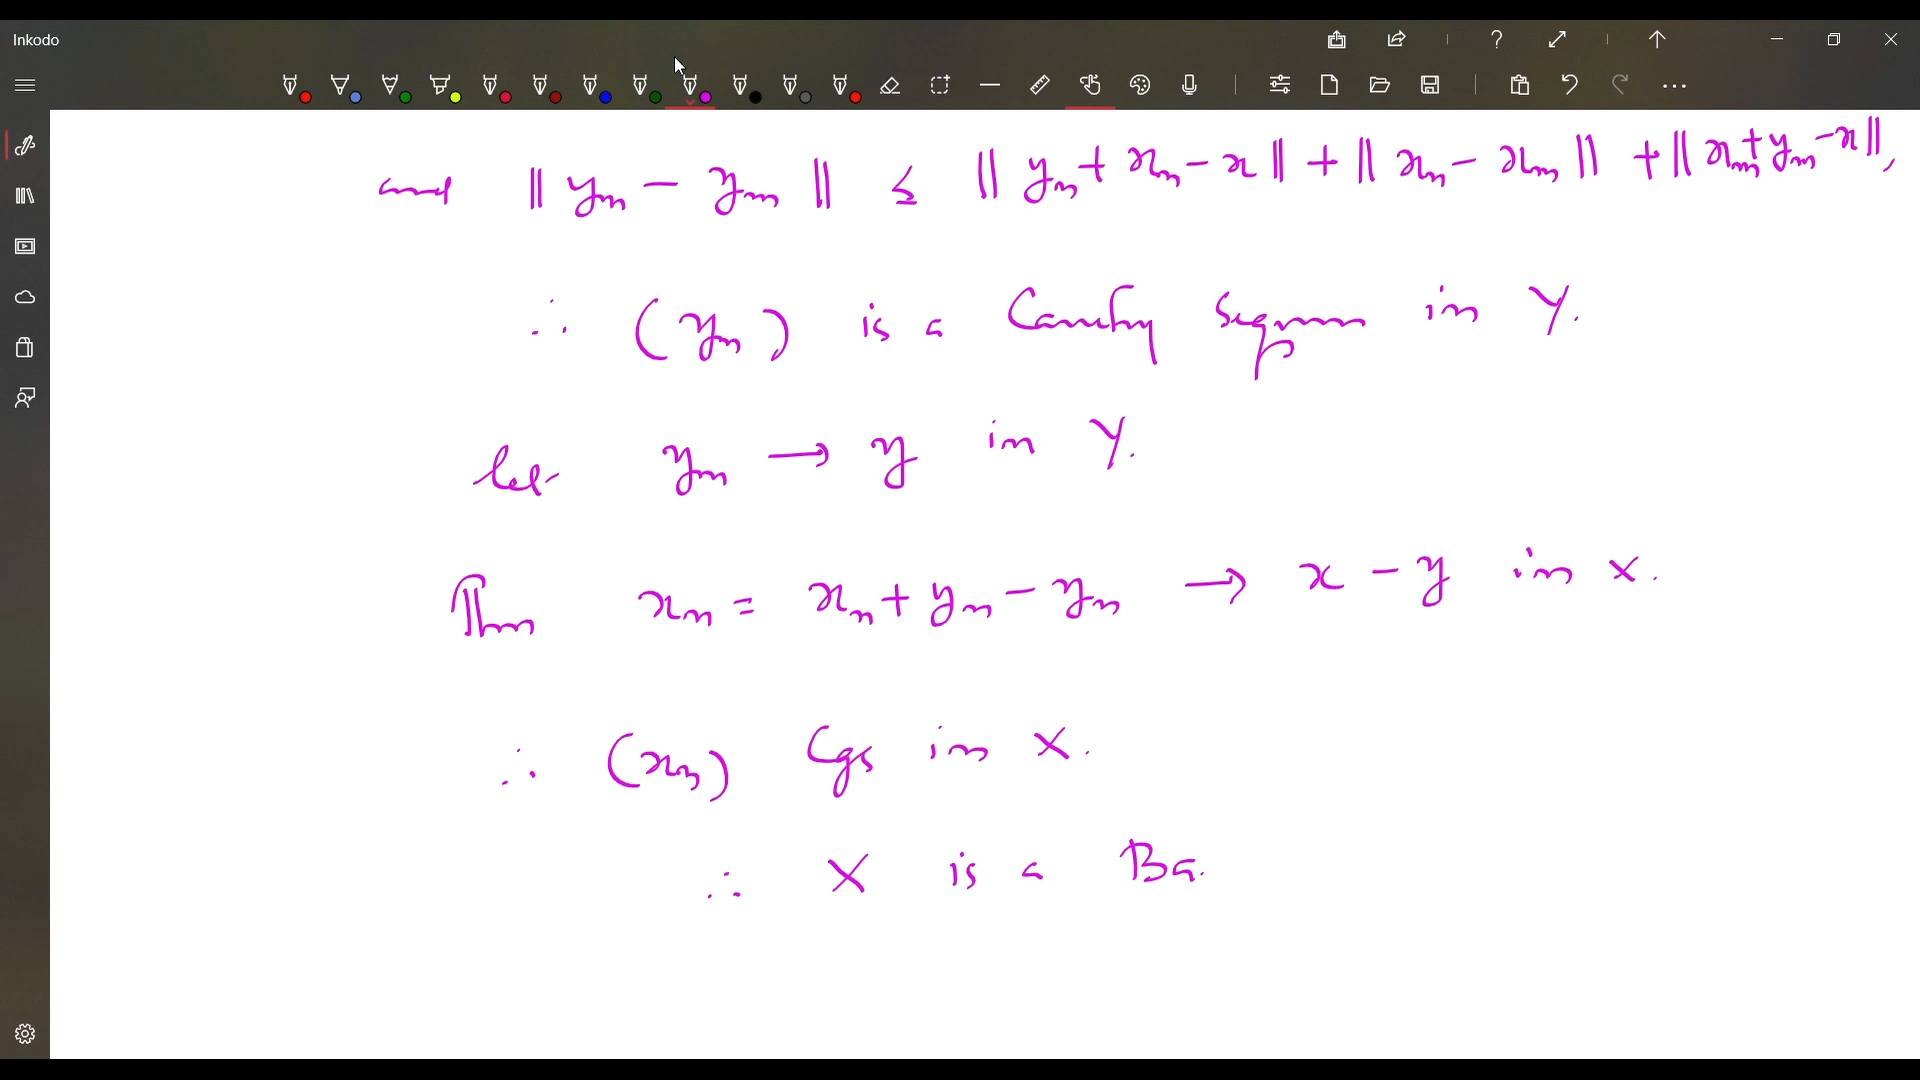 Inkodo
and ‖ yₙ − yₘ ‖ ≤ ‖ yₙ + xₙ − x ‖ + ‖ xₙ − xₘ ‖ + ‖ xₘ + yₘ − x ‖,
∴ (yₙ) is a Cauchy in Y.
let yₙ → y in Y.
Then xₙ = xₙ + yₙ − yₙ → x − y in X.
∴ (xₙ) Cgs in X.
∴ X is a Ba.